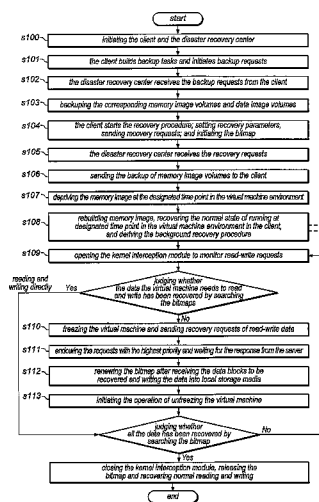 start
s100
initiating the client and the disaster recovery center
s101
the client builds backup tasks and initiates backup requests
s102
the disaster recovery center receives the backup requests from the client
s103
backuping the corresponding memory image volumes and data image volumes
s104
the client starts the recovery procedure; setting recovery parameters,
sending recovery requests; and initiating the bitmap
s105
the disaster recovery center receives the recovery requests
s106
sending the backup of memory image volumes to the client
s107
depriving the memory image at the designated time point in the virtual machine environment
s108
rebuilding memory image, recovering the normal state of running at
designated time point in the virtual machine environment in the client,
and deriving the background recovery procedure
s109
opening the kernel interception module to monitor read-write requests
reading and
writing directly
Yes
judging whether
the data the virtual machine needs to read
and write has been recovered by searching
the bitmaps
No
s110
freezing the virtual machine and sending recovery requests of read-write data
s111
endowing the requests with the highest priority and waiting for the response from the server
s112
renewing the bitmap after receiving the data blocks to be
recovered and writing the data into local storage media
s113
initiating the operation of unfreezing the virtual machine
judging whether
all the data has been recovered by
searching the bitmap
No
Yes
closing the kernel interception module, releasing the
bitmap and recovering normal reading and writing
end